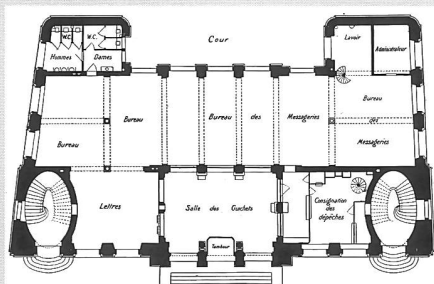 Cour
W.C.
W.C.
Hommes
Dames
Lavoir
Administrateur
Bureau
Bureau
Bureau des Messageries
Bureau
des
Messageries
Lettres
Salle des Guichets
Consignation
des
dépêches
Tambour